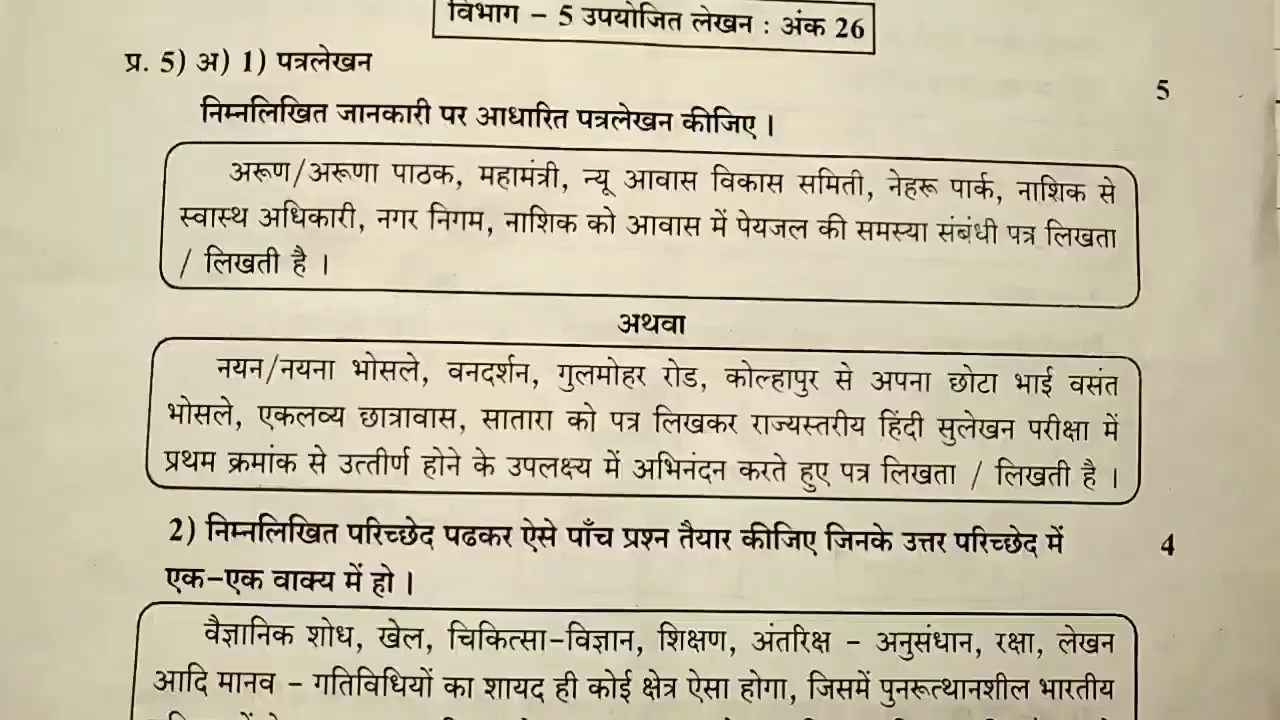 विभाग – 5 उपयोजित लेखन : अंक 26
प्र. 5) अ) 1) पत्रलेखन
5
निम्नलिखित जानकारी पर आधारित पत्रलेखन कीजिए ।
अरूण/अरूणा पाठक, महामंत्री, न्यू आवास विकास समिती, नेहरू पार्क, नाशिक से
स्वास्थ अधिकारी, नगर निगम, नाशिक को आवास में पेयजल की समस्या संबंधी पत्र लिखता
/ लिखती है ।
अथवा
नयन/नयना भोसले, वनदर्शन, गुलमोहर रोड, कोल्हापुर से अपना छोटा भाई वसंत
भोसले, एकलव्य छात्रावास, सातारा को पत्र लिखकर राज्यस्तरीय हिंदी सुलेखन परीक्षा में
प्रथम क्रमांक से उत्तीर्ण होने के उपलक्ष्य में अभिनंदन करते हुए पत्र लिखता / लिखती है ।
2) निम्नलिखित परिच्छेद पढकर ऐसे पाँच प्रश्न तैयार कीजिए जिनके उत्तर परिच्छेद में 4
एक–एक वाक्य में हो ।
वैज्ञानिक शोध, खेल, चिकित्सा–विज्ञान, शिक्षण, अंतरिक्ष – अनुसंधान, रक्षा, लेखन
आदि मानव – गतिविधियों का शायद ही कोई क्षेत्र ऐसा होगा, जिसमें पुनरूत्थानशील भारतीय